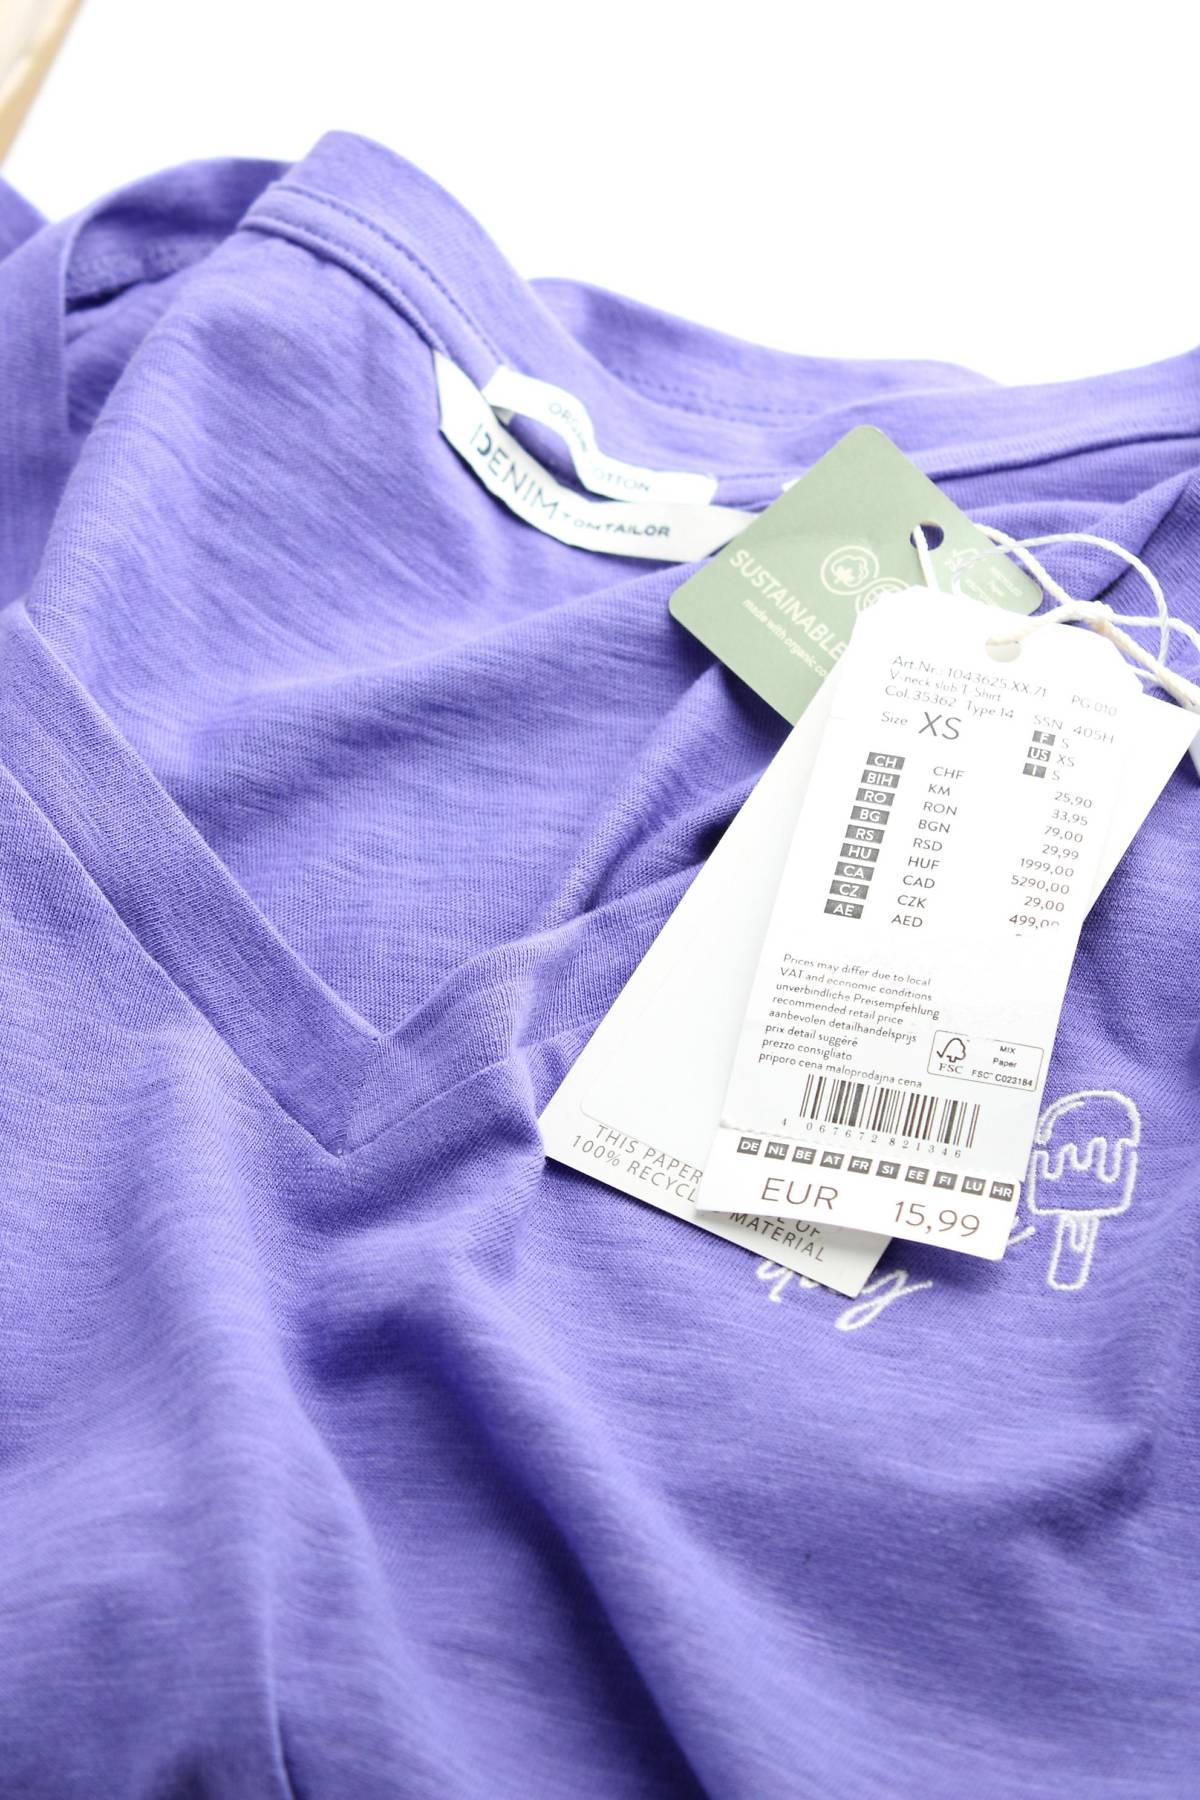 ORGANIC COTTON
DENIM TOM TAILOR
SUSTAINABLE
made with organic
Art.Nr.: 1043625.XX.71
V-neck slub T-Shirt PG 010
Col. 35362 Type 14 SSN 405H
Size XS
F S
US XS
I S
CH CHF 25,90
BIH KM 33,95
RO RON 79,00
BG BGN 29,99
RS RSD 1999,00
HU HUF 5290,00
CA CAD 29,00
CZ CZK 499,00
AE AED
Prices may differ due to local
VAT and economic conditions
unverbindliche Preisempfehlung
recommended retail price
aanbevolen detailhandelsprijs
prix detail suggéré
prezzo consigliato
priporo cena maloprodajna cena
FSC MIX
Paper
FSC™ C023184
4 067672 821346
DE NL BE AT FR SI EE FI LU HR
EUR 15,99
THIS PAPER
100% RECYCL
OF
MATERIAL